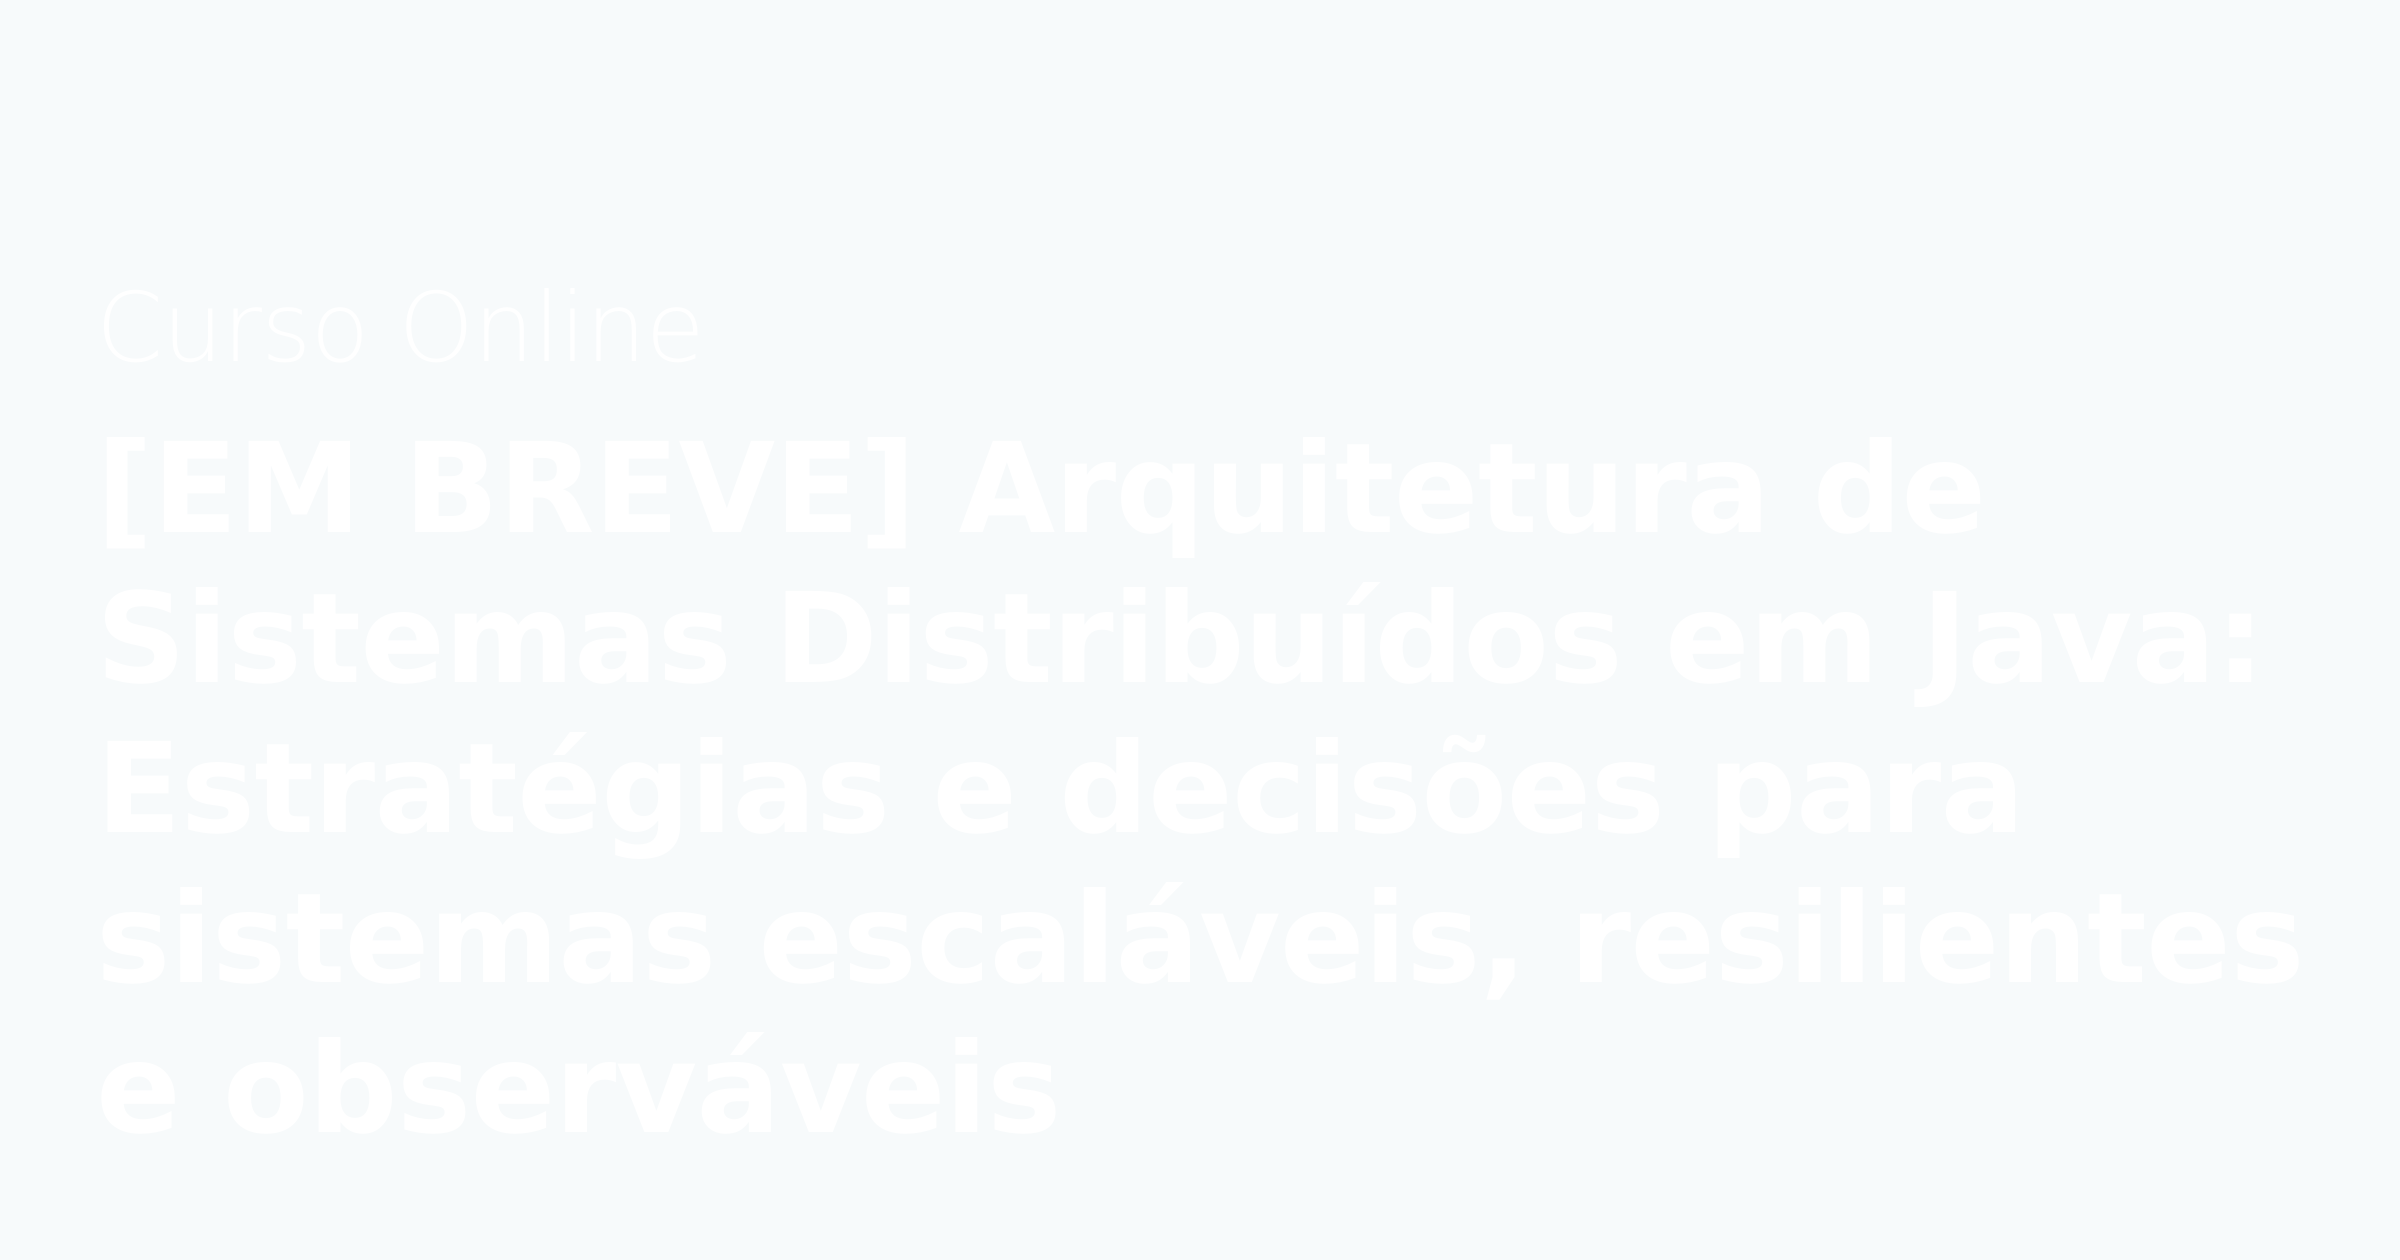 Curso Online
[EM BREVE] Arquitetura de
Sistemas Distribuídos em Java:
Estratégias e decisões para
sistemas escaláveis, resilientes
e observáveis